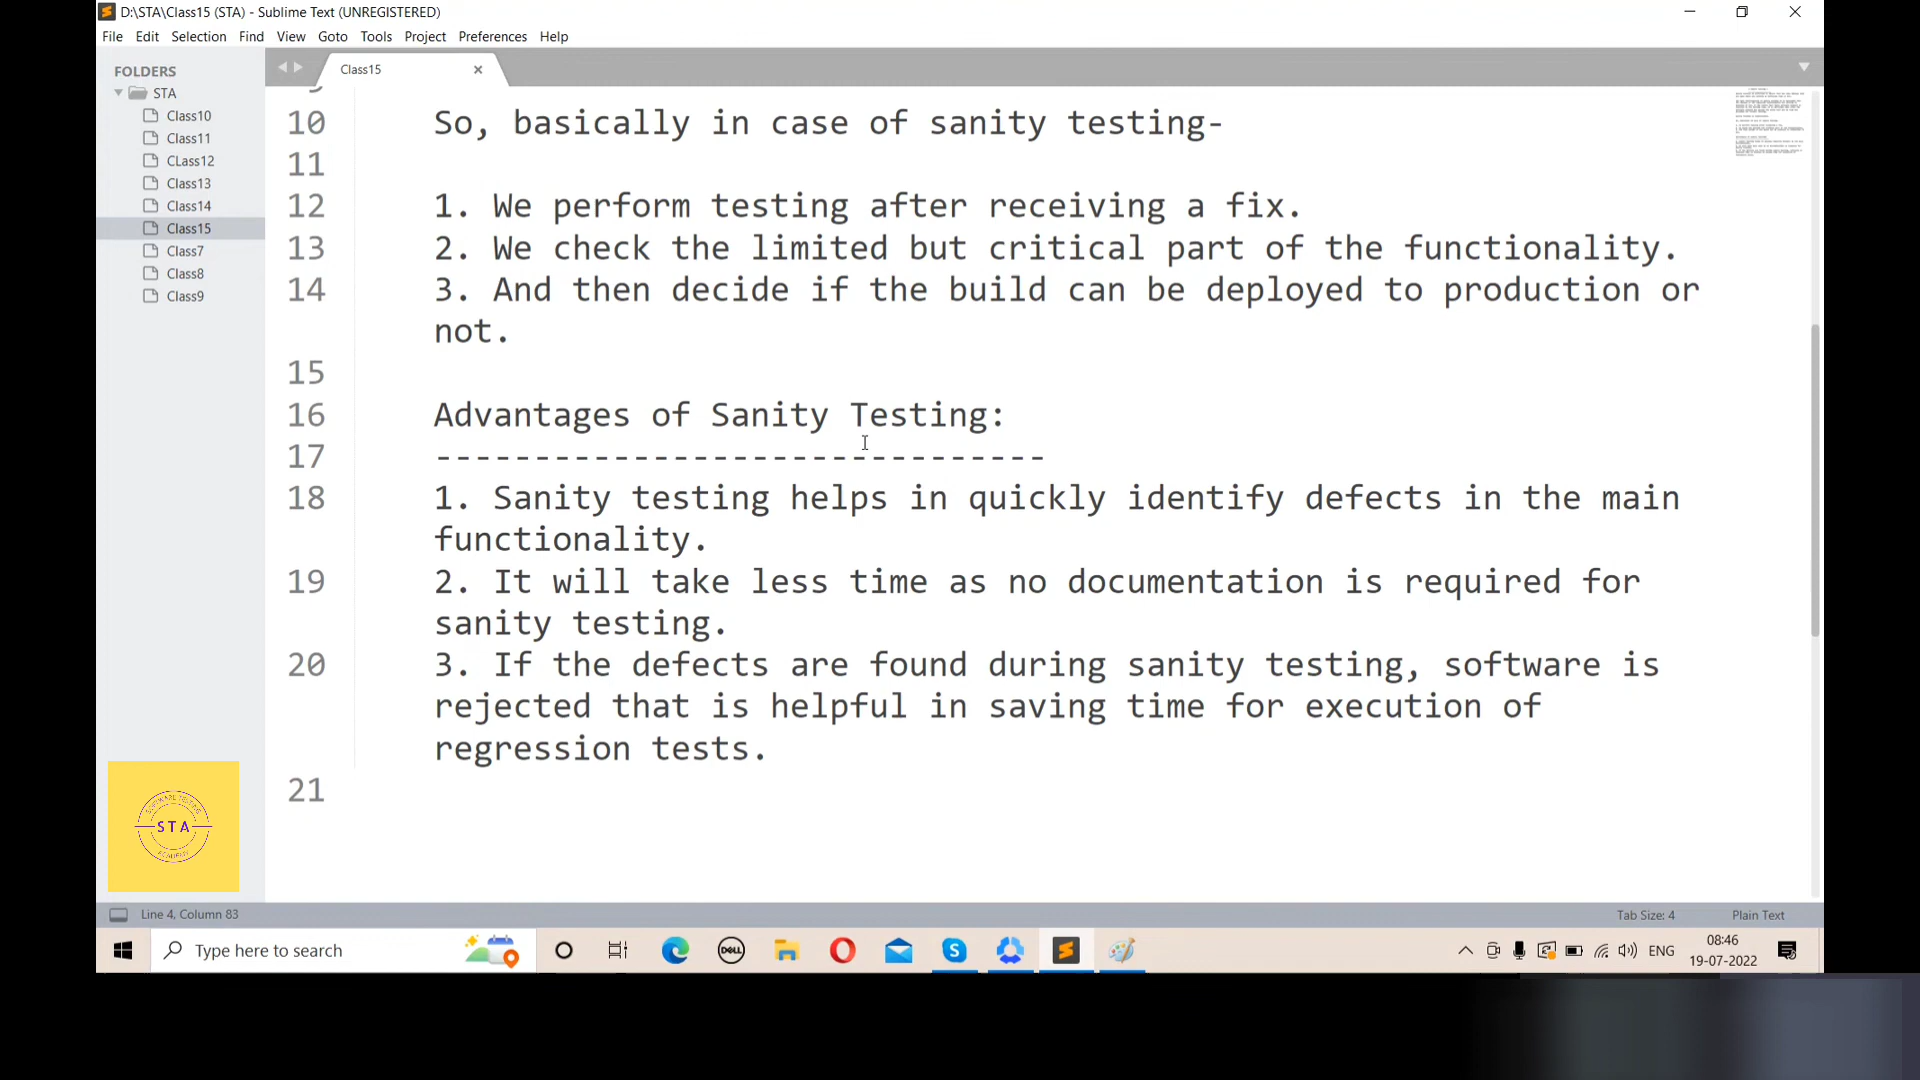 D:\STA\Class15 (STA) - Sublime Text (UNREGISTERED)
File Edit Selection Find View Goto Tools Project Preferences Help
FOLDERS
STA
Class10
Class11
CLass12
Class13
Class14
Class15
Class7
Class8
Class9
Class15
10 So, basically in case of sanity testing-
11
12 1. We perform testing after receiving a fix.
13 2. We check the limited but critical part of the functionality.
14 3. And then decide if the build can be deployed to production or
not.
15
16 Advantages of Sanity Testing:
17 -------------------------------
18 1. Sanity testing helps in quickly identify defects in the main
functionality.
19 2. It will take less time as no documentation is required for
sanity testing.
20 3. If the defects are found during sanity testing, software is
rejected that is helpful in saving time for execution of
regression tests.
21
SOFTWARE TESTING
STA
ACADEMY
Line 4, Column 83
Tab Size: 4
Plain Text
Type here to search
DELL
ENG
08:46
19-07-2022